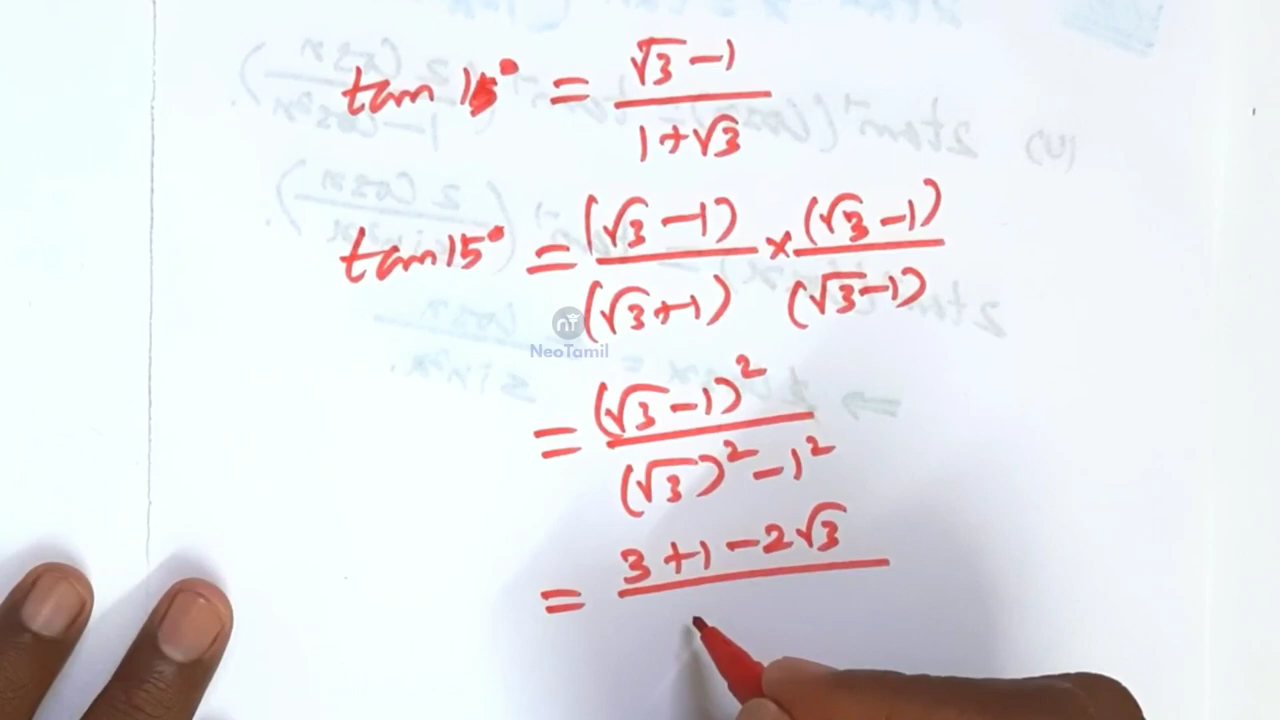 tan 15° = √3 - 1 / 1 + √3
tan 15° = (√3 - 1) / (√3 + 1) × (√3 - 1) / (√3 - 1)
NeoTamil
= (√3 - 1)² / (√3)² - 1²
= 3 + 1 - 2√3